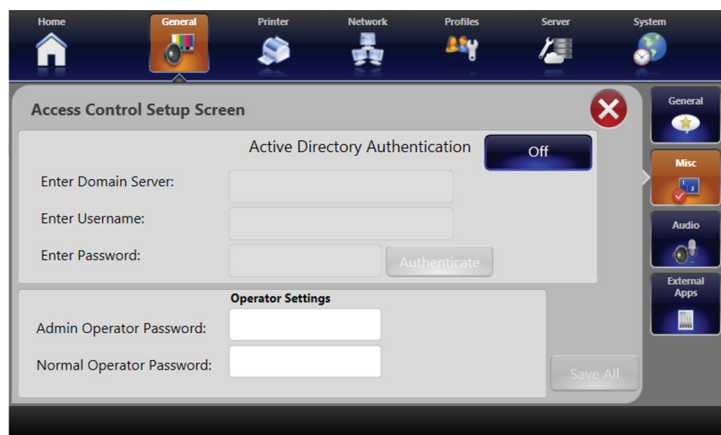 Home General Printer Network Profiles Server System
Access Control Setup Screen
General
Active Directory Authentication Off
Misc
1 2
Enter Domain Server:
Enter Username:
Audio
Enter Password: Authenticate
External
Apps
Operator Settings
Admin Operator Password:
Normal Operator Password:
Save All